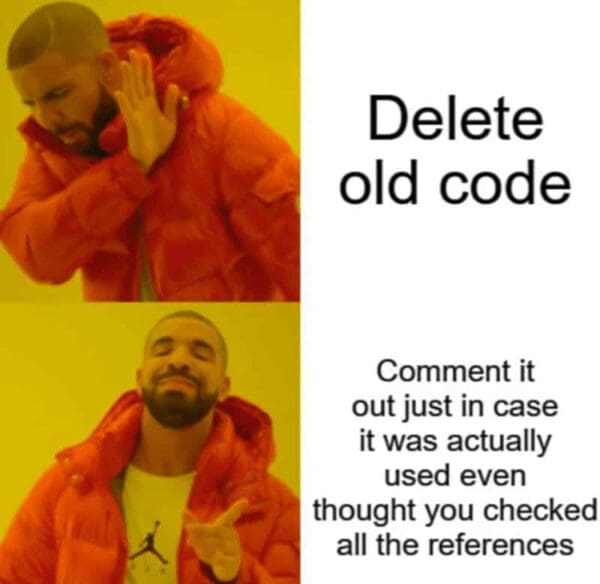 Delete
old code
Comment it
out just in case
it was actually
used even
thought you checked
all the references